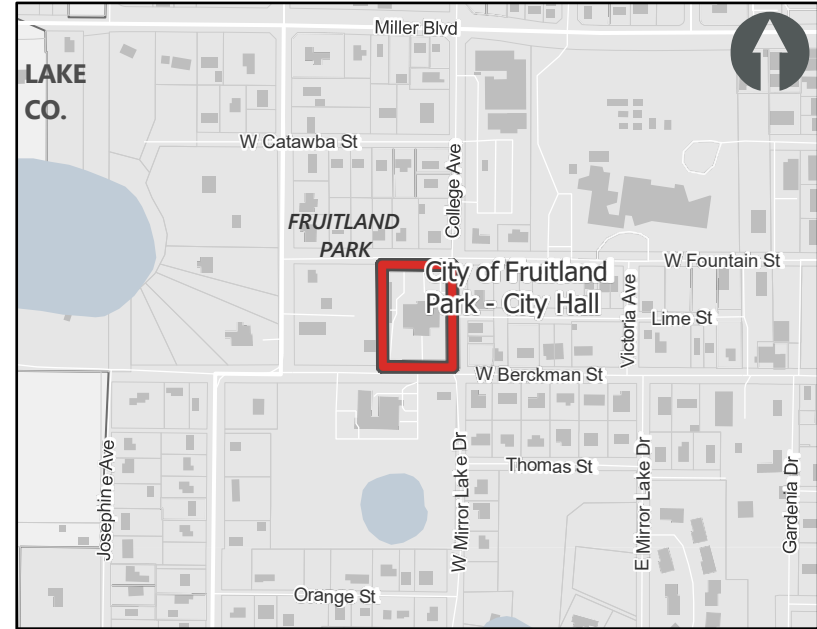 Miller Blvd
LAKE
CO.
W Catawba St
College Ave
FRUITLAND
PARK
City of Fruitland
Park - City Hall
W Fountain St
Victoria Ave
Lime St
W Berckman St
Josephine Ave
W Mirror Lake Dr
Thomas St
E Mirror Lake Dr
Gardenia Dr
Orange St